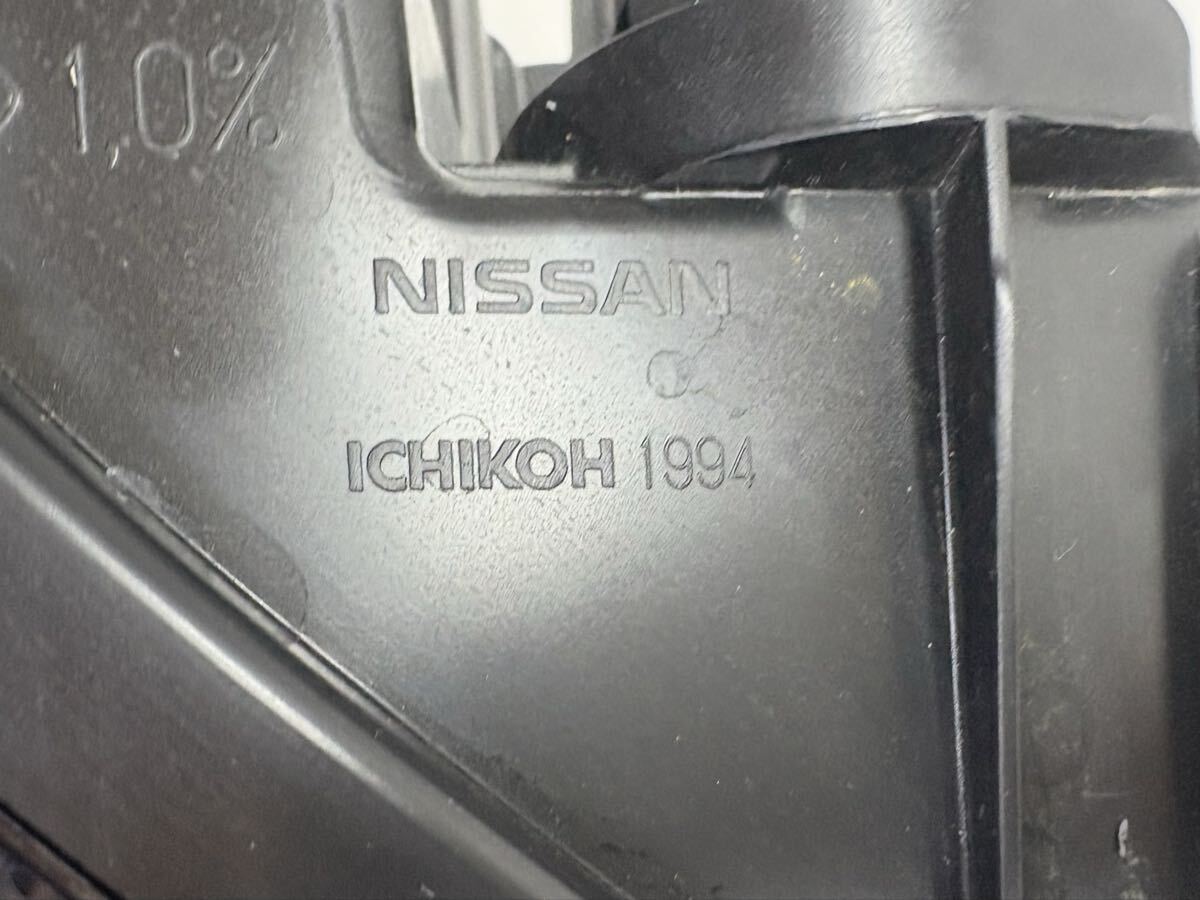 1,0%
NISSAN
ICHIKOH 1994